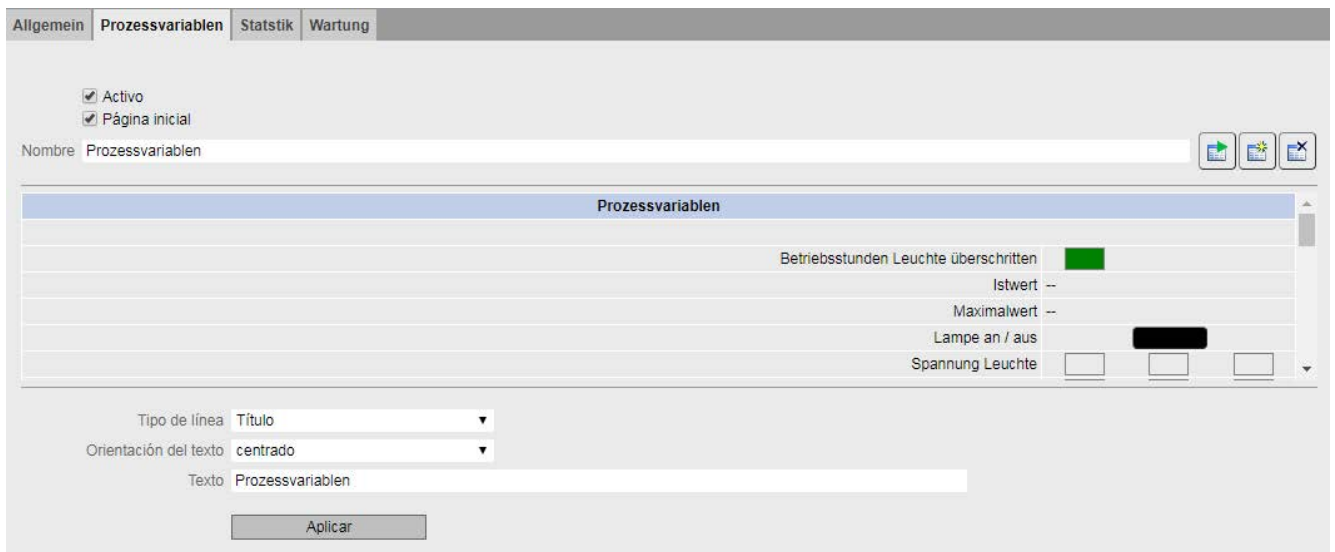 Allgemein Prozessvariablen Statstik Wartung
Activo
Página inicial
Nombre Prozessvariablen
Prozessvariablen
Betriebsstunden Leuchte überschritten
Istwert --
Maximalwert --
Lampe an / aus
Spannung Leuchte
Tipo de línea Título
Orientación del texto centrado
Texto Prozessvariablen
Aplicar